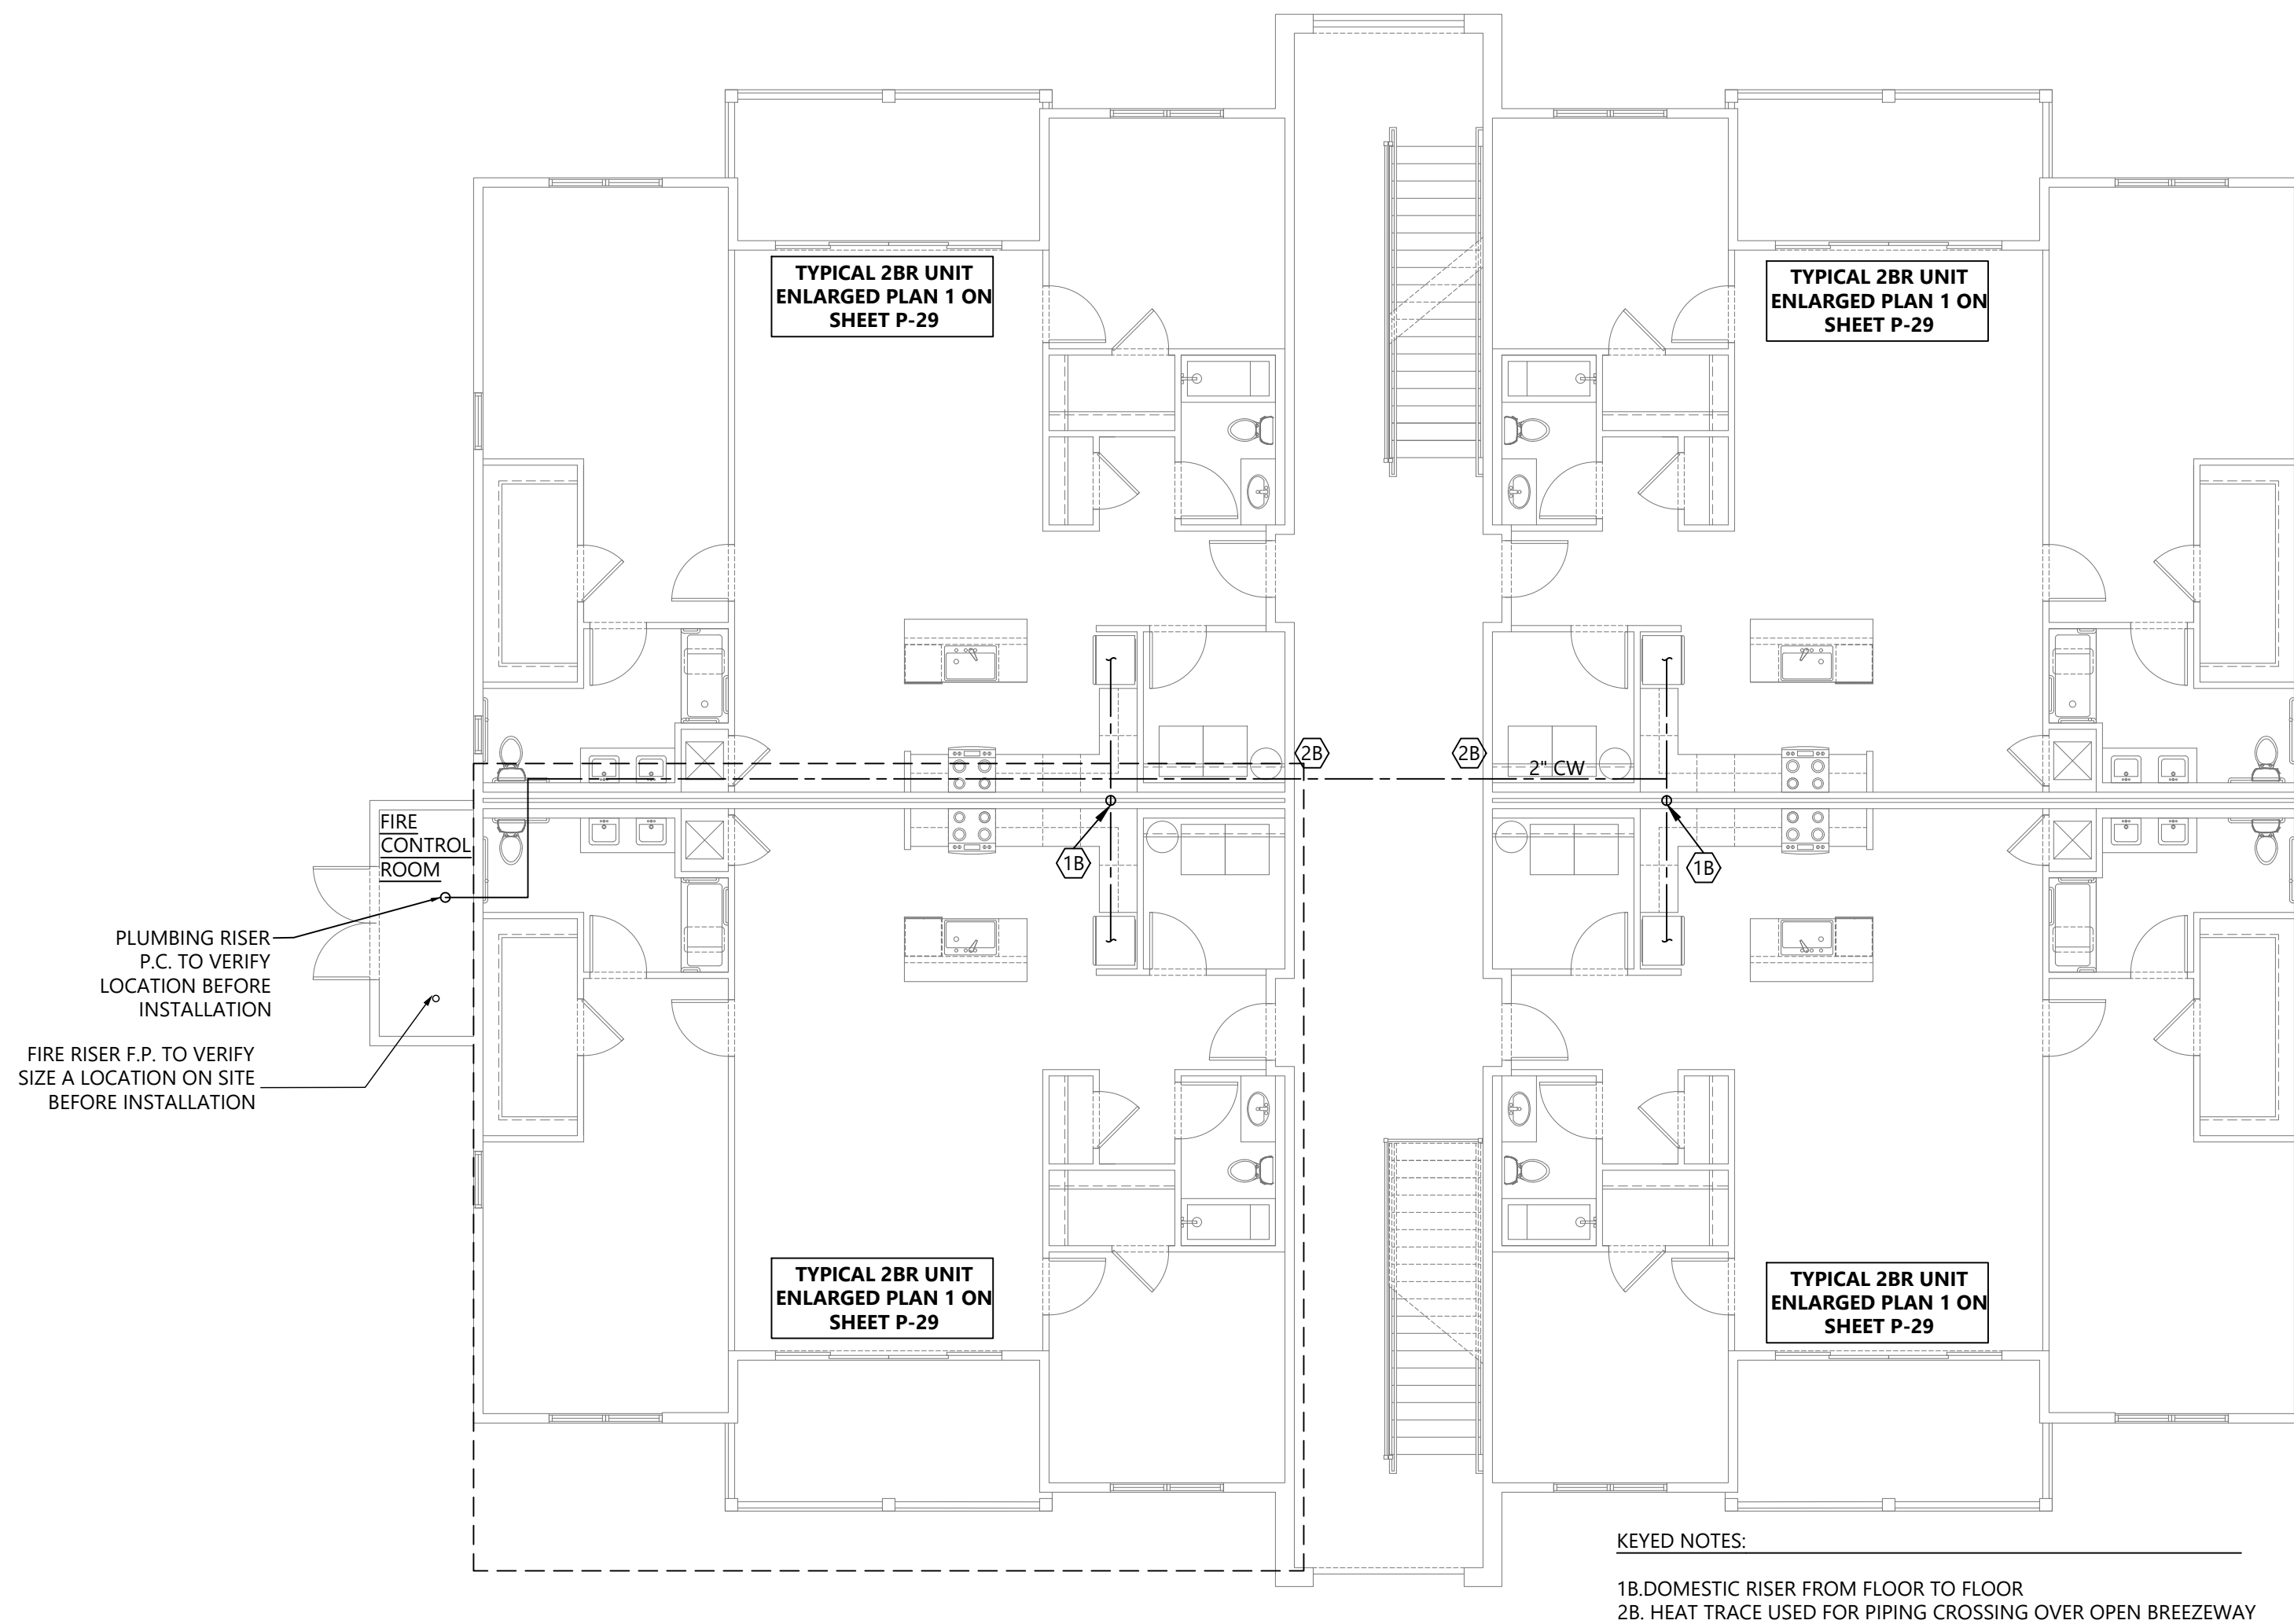 TYPICAL 2BR UNIT
ENLARGED PLAN 1 ON
SHEET P-29
TYPICAL 2BR UNIT
ENLARGED PLAN 1 ON
SHEET P-29
2B
2B
2" CW
FIRE
CONTROL
ROOM
1B
1B
PLUMBING RISER
P.C. TO VERIFY
LOCATION BEFORE
INSTALLATION
FIRE RISER F.P. TO VERIFY
SIZE A LOCATION ON SITE
BEFORE INSTALLATION
TYPICAL 2BR UNIT
ENLARGED PLAN 1 ON
SHEET P-29
TYPICAL 2BR UNIT
ENLARGED PLAN 1 ON
SHEET P-29
KEYED NOTES:
1B.DOMESTIC RISER FROM FLOOR TO FLOOR
2B. HEAT TRACE USED FOR PIPING CROSSING OVER OPEN BREEZEWAY